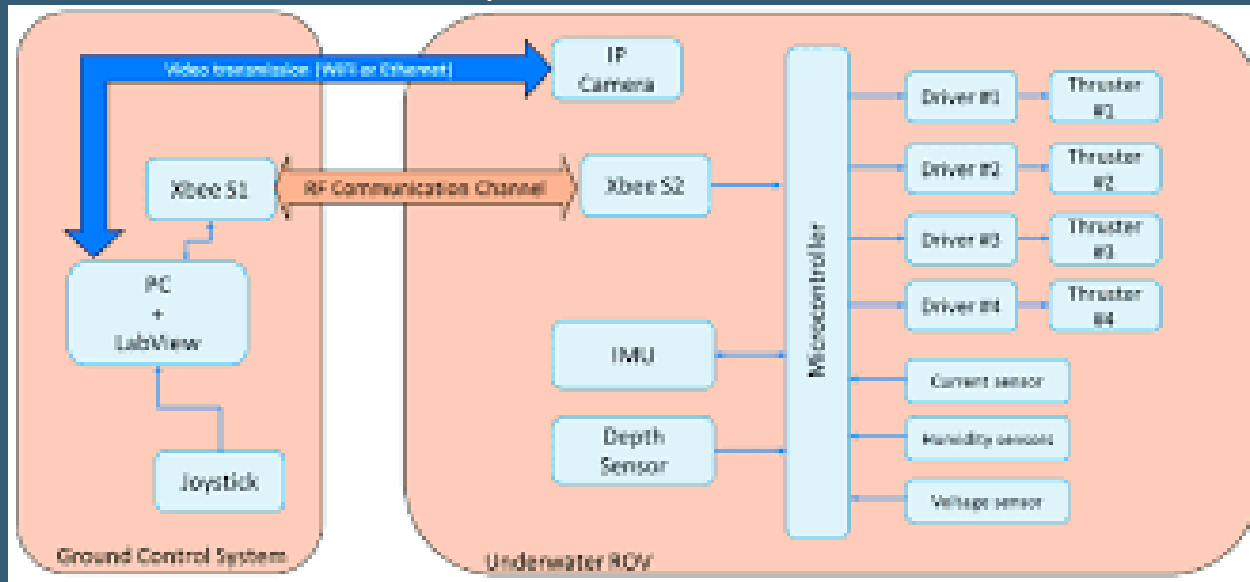 Video transmission (WiFi or Ethernet)
IP
Camera
Xbee S1
RF Communication Channel
Xbee S2
PC
+
LabView
Joystick
Ground Control System
IMU
Depth
Sensor
Microcontroller
Driver #1
Thruster
#1
Driver #2
Thruster
#2
Driver #3
Thruster
#3
Driver #4
Thruster
#4
Current sensor
Humidity sensors
Voltage sensor
Underwater ROV